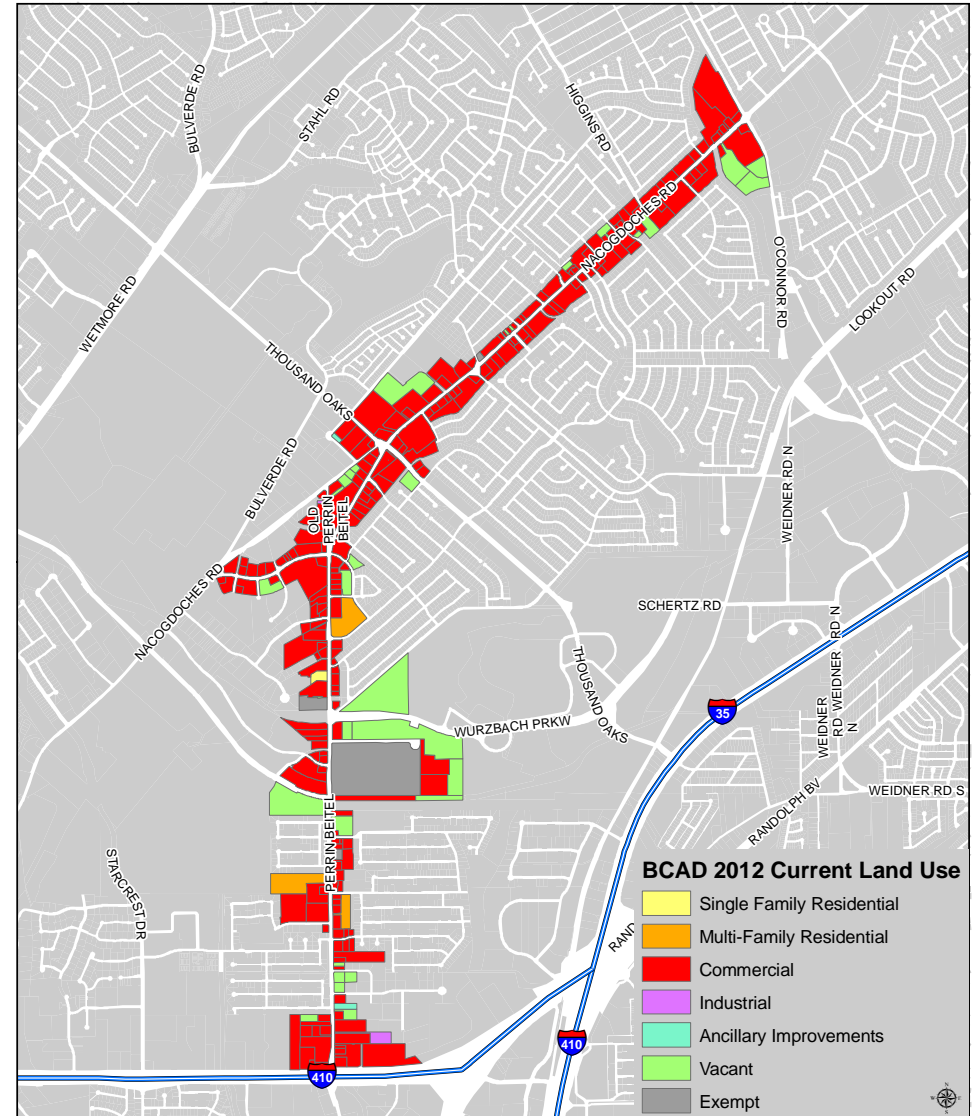 BULVERDE RD
STAHL RD
HIGGINS RD
NACOGDOCHES RD
O'CONNOR RD
LOOKOUT RD
WETMORE RD
THOUSAND OAKS
BULVERDE RD
OLD
PERRIN
BEITEL
WEIDNER RD N
NACOGDOCHES RD
SCHERTZ RD
WEIDNER RD N
THOUSAND OAKS
35
WURZBACH PRKW
WEIDNER
RD
N
WEIDNER RD S
RANDOLPH BV
PERRIN BEITEL
STARCREST DR
RAND
BCAD 2012 Current Land Use
Single Family Residential
Multi-Family Residential
Commercial
Industrial
Ancillary Improvements
Vacant
Exempt
410
410